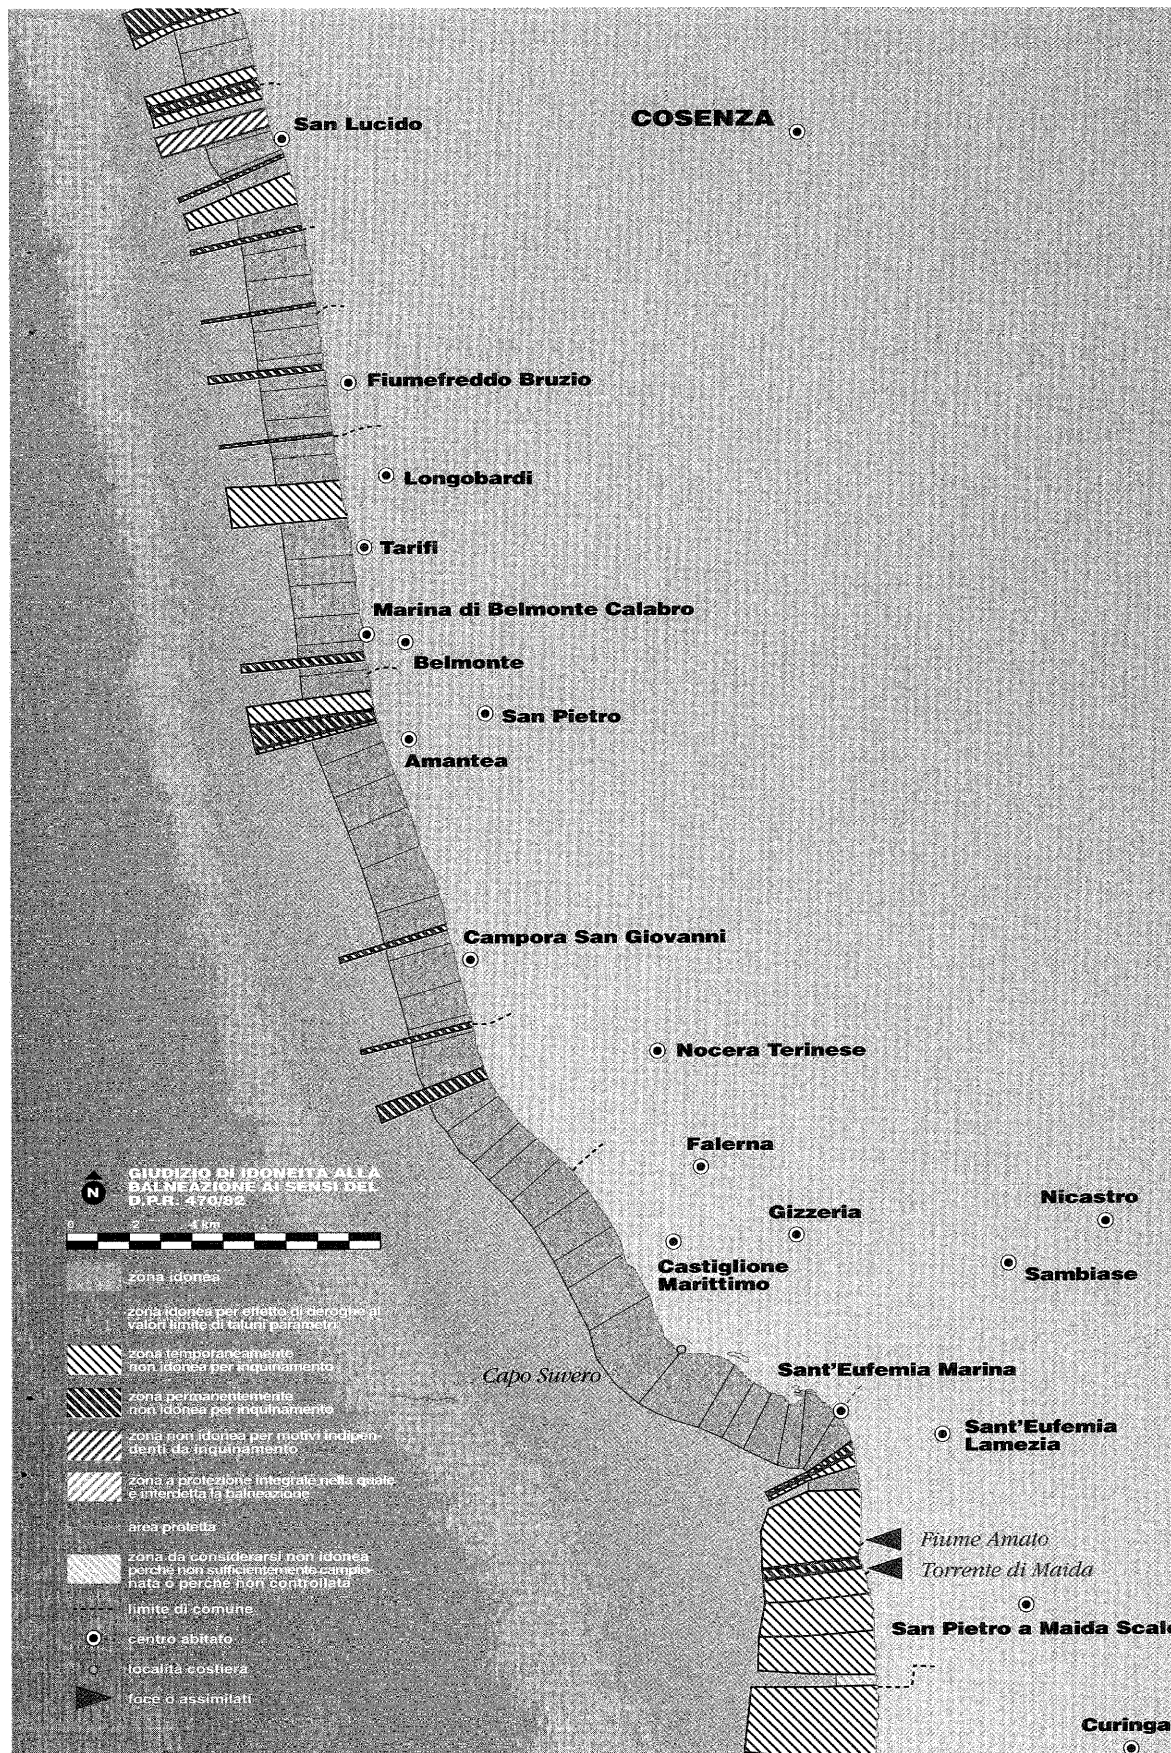 San Lucido
COSENZA
Fiumefreddo Bruzio
Longobardi
Tarifi
Marina di Belmonte Calabro
Belmonte
San Pietro
Amantea
Campora San Giovanni
Nocera Terinese
Falerna
Nicastro
Gizzeria
Castiglione
Marittimo
Sambiase
Capo Suvero
Sant'Eufemia Marina
Sant'Eufemia
Lamezia
Fiume Amato
Torrente di Maida
San Pietro a Maida Scal
Curinga
N
GIUDIZIO DI IDONEITÀ ALLA
BALNEAZIONE AI SENSI DEL
D.P.R. 470/82
0 2 4 km
zona idonea
zona idonea per effetto di deroghe ai
valori limite di taluni parametri
zona temporaneamente
non idonea per inquinamento
zona permanentemente
non idonea per inquinamento
zona non idonea per motivi indipen-
denti da inquinamento
zona a protezione integrale nella quale
è interdetta la balneazione
area protetta
zona da considerarsi non idonea
perché non sufficientemente campio-
nata o perché non controllata
limite di comune
centro abitato
località costiera
foce o assimilati